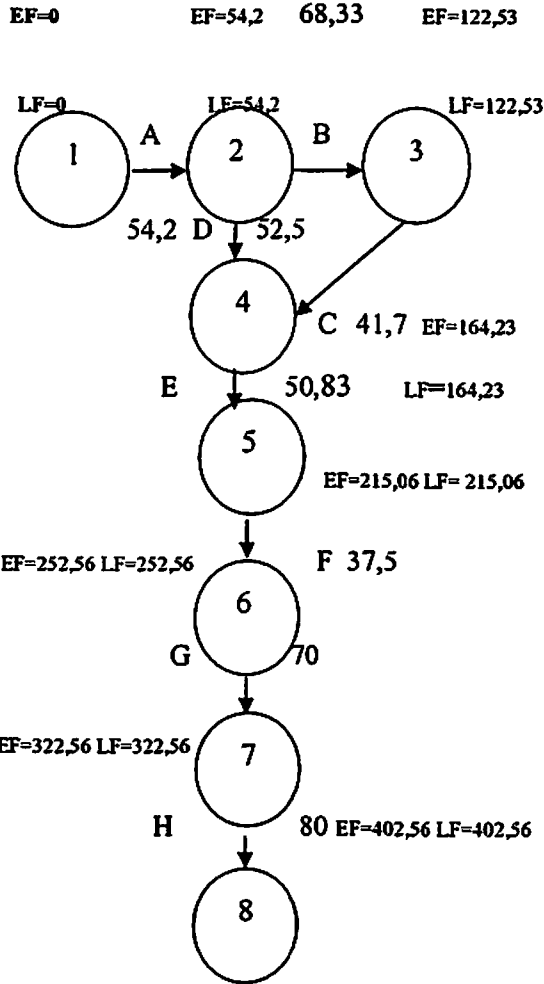 EF=0 EF=54,2 68,33 EF=122,53
LF=0 LF=54,2 LF=122,53
1 A 2 B 3
54,2 D 52,5
4
C 41,7 EF=164,23
E 50,83 LF=164,23
5
EF=215,06 LF= 215,06
EF=252,56 LF=252,56 F 37,5
6
G 70
EF=322,56 LF=322,56 7
H 80 EF=402,56 LF=402,56
8